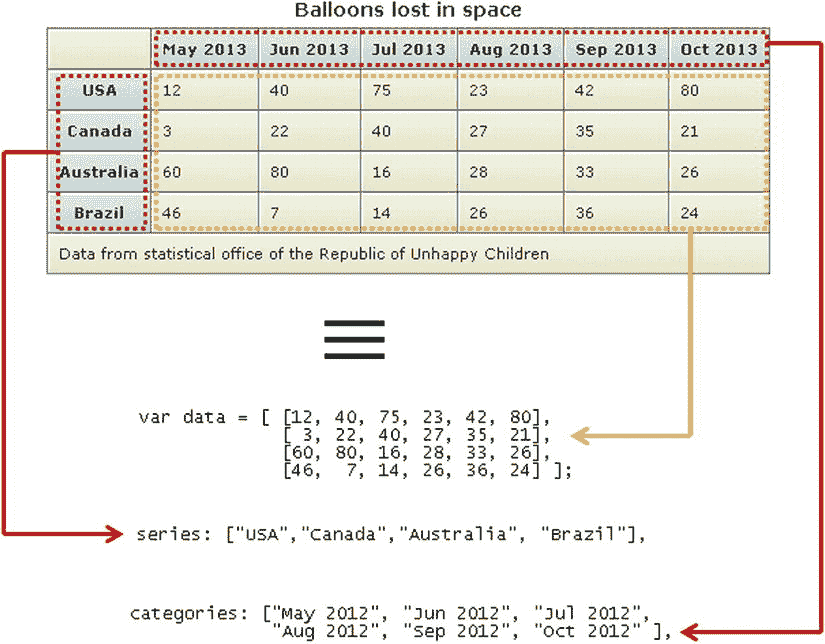 Balloons lost in space
May 2013 Jun 2013 Jul 2013 Aug 2013 Sep 2013 Oct 2013
USA 12 40 75 23 42 80
Canada 3 22 40 27 35 21
Australia 60 80 16 28 33 26
Brazil 46 7 14 26 36 24
Data from statistical office of the Republic of Unhappy Children
var data = [ [12, 40, 75, 23, 42, 80],
[ 3, 22, 40, 27, 35, 21],
[60, 80, 16, 28, 33, 26],
[46, 7, 14, 26, 36, 24] ];
series: ["USA","Canada","Australia", "Brazil"],
categories: ["May 2012", "Jun 2012", "Jul 2012",
"Aug 2012", "Sep 2012", "Oct 2012" ],